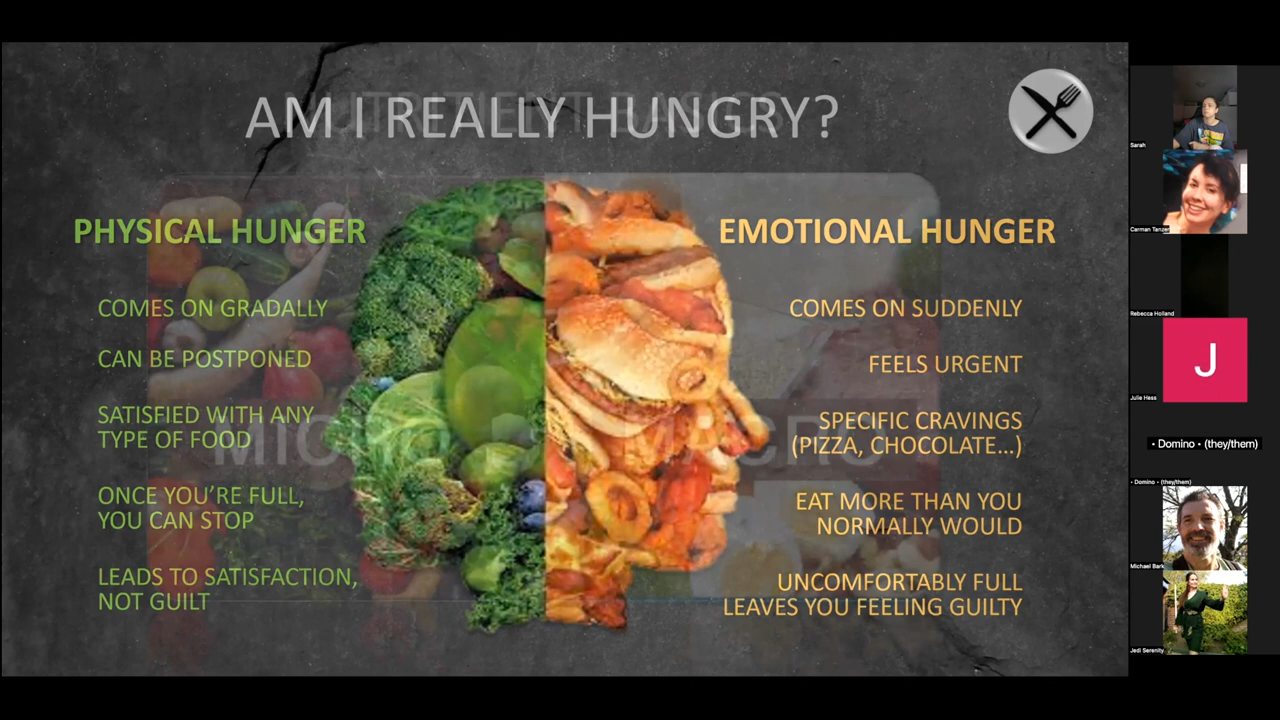 AM I REALLY HUNGRY?
PHYSICAL HUNGER
COMES ON GRADALLY
CAN BE POSTPONED
SATISFIED WITH ANY
TYPE OF FOOD
ONCE YOU'RE FULL,
YOU CAN STOP
LEADS TO SATISFACTION,
NOT GUILT
EMOTIONAL HUNGER
COMES ON SUDDENLY
FEELS URGENT
SPECIFIC CRAVINGS
(PIZZA, CHOCOLATE...)
EAT MORE THAN YOU
NORMALLY WOULD
UNCOMFORTABLY FULL
LEAVES YOU FEELING GUILTY
MICRO
MACRO
Sarah
Carman Tanzer
Rebecca Holland
J
Julie Hess
• Domino • (they/them)
• Domino • (they/them)
Michael Bark
Jedi Serenity